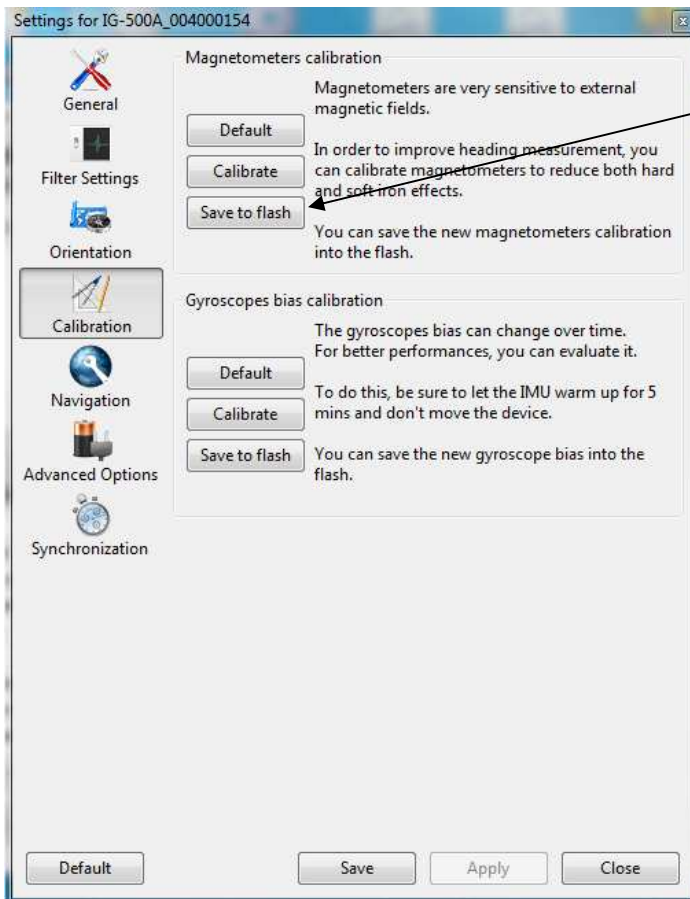 Settings for IG-500A_004000154
General
Filter Settings
Orientation
Calibration
Navigation
Advanced Options
Synchronization
Magnetometers calibration
Default
Calibrate
Save to flash
Magnetometers are very sensitive to external
magnetic fields.
In order to improve heading measurement, you
can calibrate magnetometers to reduce both hard
and soft iron effects.
You can save the new magnetometers calibration
into the flash.
Gyroscopes bias calibration
Default
Calibrate
Save to flash
The gyroscopes bias can change over time.
For better performances, you can evaluate it.
To do this, be sure to let the IMU warm up for 5
mins and don't move the device.
You can save the new gyroscope bias into the
flash.
Default
Save
Apply
Close